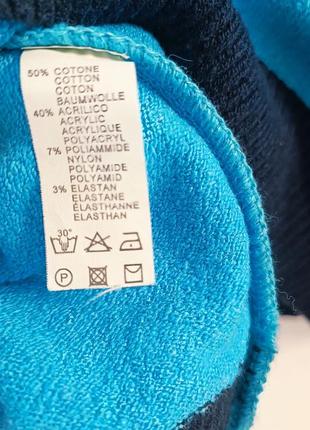 50% COTONE
COTTON
COTON
BAUMWOLLE
40% ACRILICO
ACRYLIC
ACRYLIQUE
POLYACRYL
7% POLIAMMIDE
NYLON
POLYAMIDE
POLYAMID
3% ELASTAN
ELASTANE
ÉLASTHANNE
ELASTHAN
30°
P